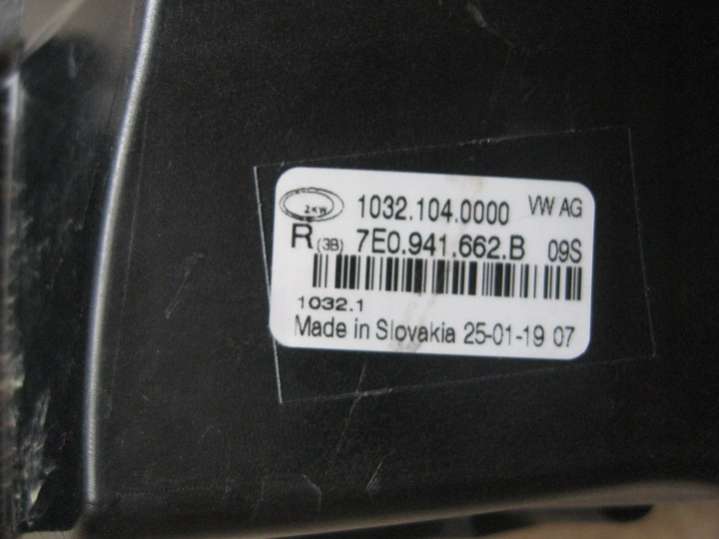 ZKW 1032.104.0000 VW AG
R (3B) 7E0.941.662.B 09S
1032.1
Made in Slovakia 25-01-19 07